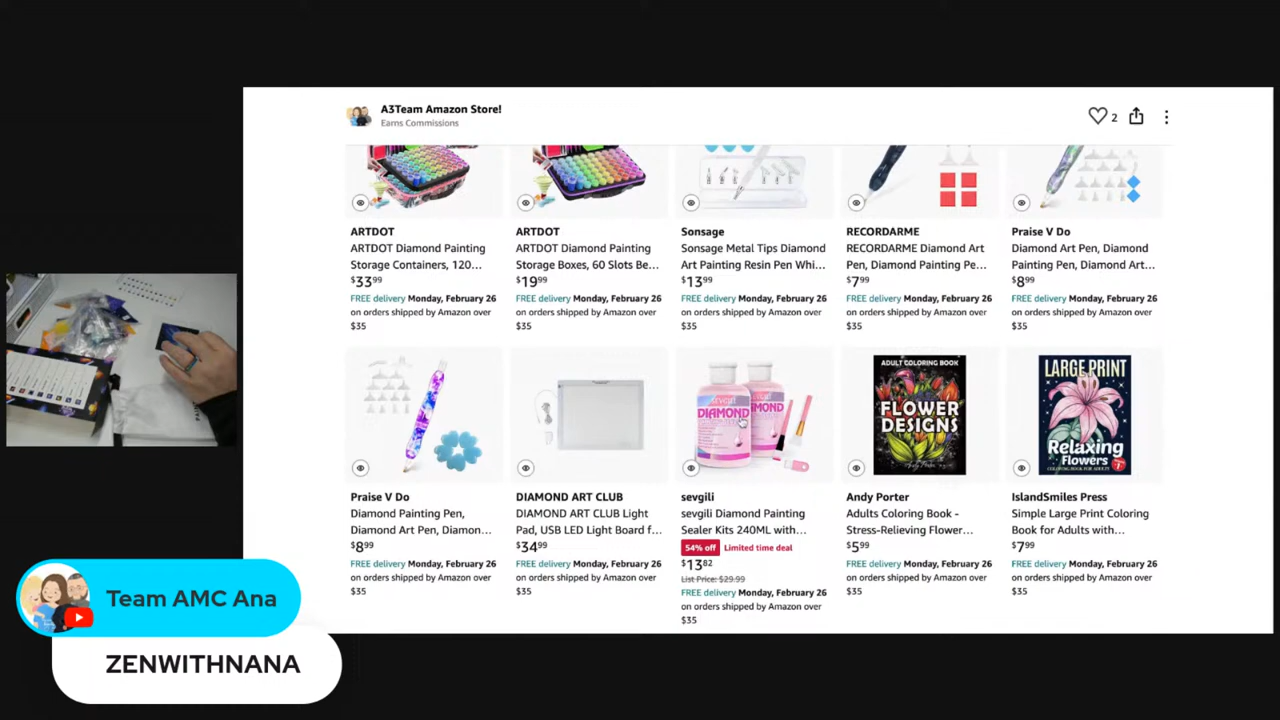 A3Team Amazon Store!
Earns Commissions
2
ARTDOT
ARTDOT Diamond Painting
Storage Containers, 120...
$33.99
FREE delivery Monday, February 26
on orders shipped by Amazon over
$35
ARTDOT
ARTDOT Diamond Painting
Storage Boxes, 60 Slots Be...
$19.99
FREE delivery Monday, February 26
on orders shipped by Amazon over
$35
Sonsage
Sonsage Metal Tips Diamond
Art Painting Resin Pen Whi...
$13.99
FREE delivery Monday, February 26
on orders shipped by Amazon over
$35
RECORDARME
RECORDARME Diamond Art
Pen, Diamond Painting Pe...
$7.99
FREE delivery Monday, February 26
on orders shipped by Amazon over
$35
Praise V Do
Diamond Art Pen, Diamond
Painting Pen, Diamond Art...
$8.99
FREE delivery Monday, February 26
on orders shipped by Amazon over
$35
Praise V Do
Diamond Painting Pen,
Diamond Art Pen, Diamon...
$8.99
FREE delivery Monday, February 26
on orders shipped by Amazon over
$35
DIAMOND ART CLUB
DIAMOND ART CLUB Light
Pad, USB LED Light Board f...
$34.99
FREE delivery Monday, February 26
on orders shipped by Amazon over
$35
sevgili
DIAMOND
sevgili
sevgili Diamond Painting
Sealer Kits 240ML with...
54% off Limited time deal
$13.82
List Price: $29.99
FREE delivery Monday, February 26
on orders shipped by Amazon over
$35
ADULT COLORING BOOK
FLOWER
DESIGNS
Andy Porter
Adults Coloring Book -
Stress-Relieving Flower...
$5.99
FREE delivery Monday, February 26
on orders shipped by Amazon over
$35
LARGE PRINT
Relaxing
Flowers
COLORING BOOK FOR ADULTS
IslandSmiles Press
Simple Large Print Coloring
Book for Adults with...
$7.99
FREE delivery Monday, February 26
on orders shipped by Amazon over
$35
Team AMC Ana
ZENWITHNANA